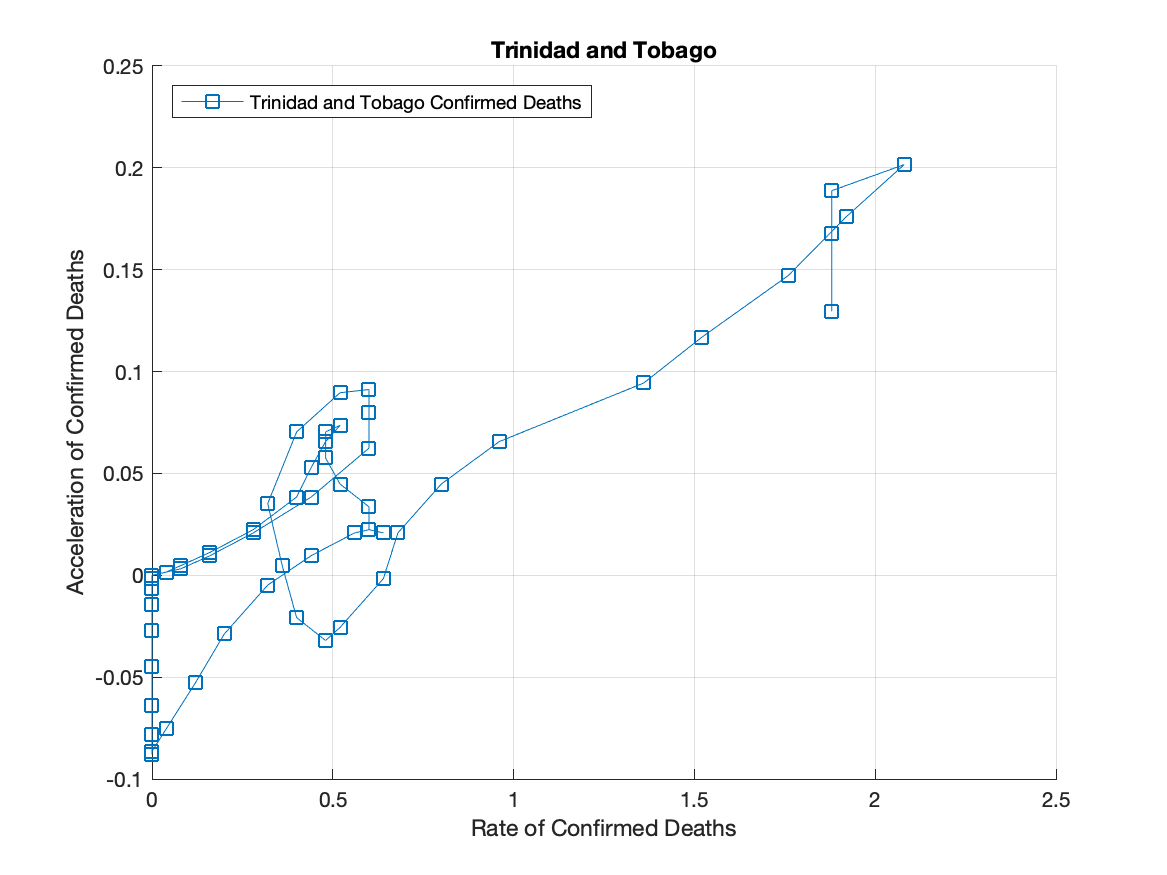 Trinidad and Tobago
0.25
Trinidad and Tobago Confirmed Deaths
0.2
0.15
0.1
0.05
0
-0.05
-0.1
Acceleration of Confirmed Deaths
0 0.5 1 1.5 2 2.5
Rate of Confirmed Deaths